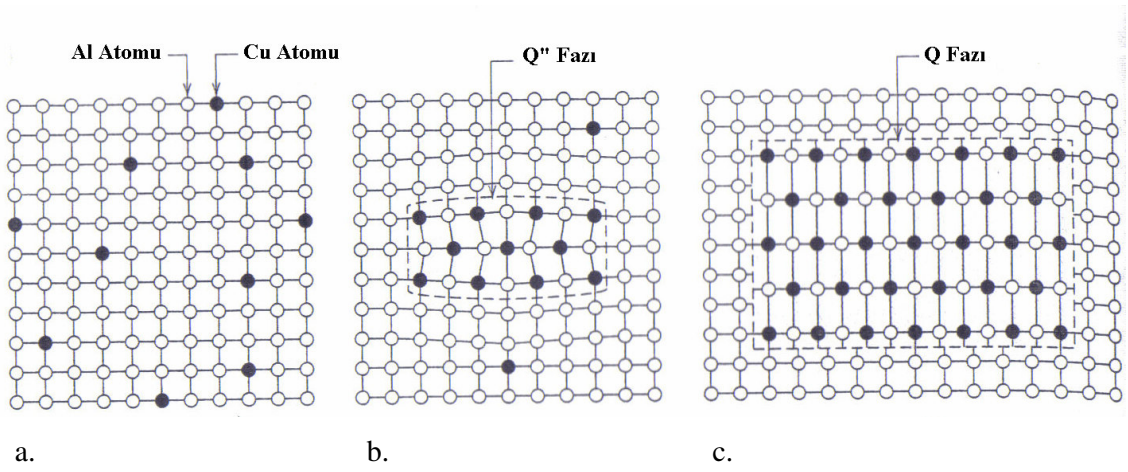 Al Atomu
Cu Atomu
Q" Fazı
Q Fazı
a.
b.
c.